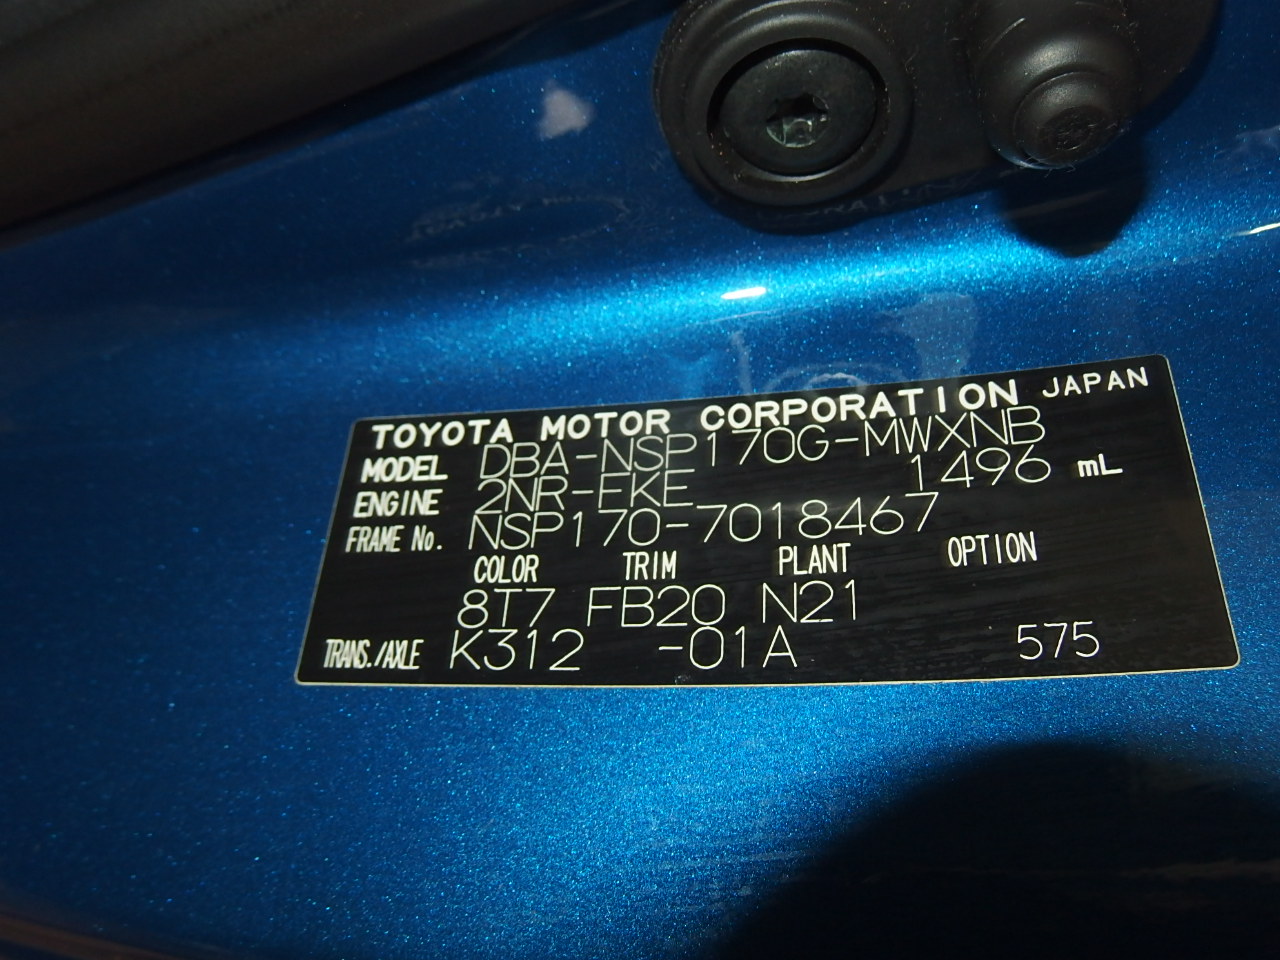 TOYOTA MOTOR CORPORATION JAPAN
MODEL DBA-NSP170G-MWXNB
ENGINE 2NR-FKE 1496 mL
FRAME No. NSP170-7018467
COLOR TRIM PLANT OPTION
8T7 FB20 N21
TRANS./AXLE K312 -01A 575